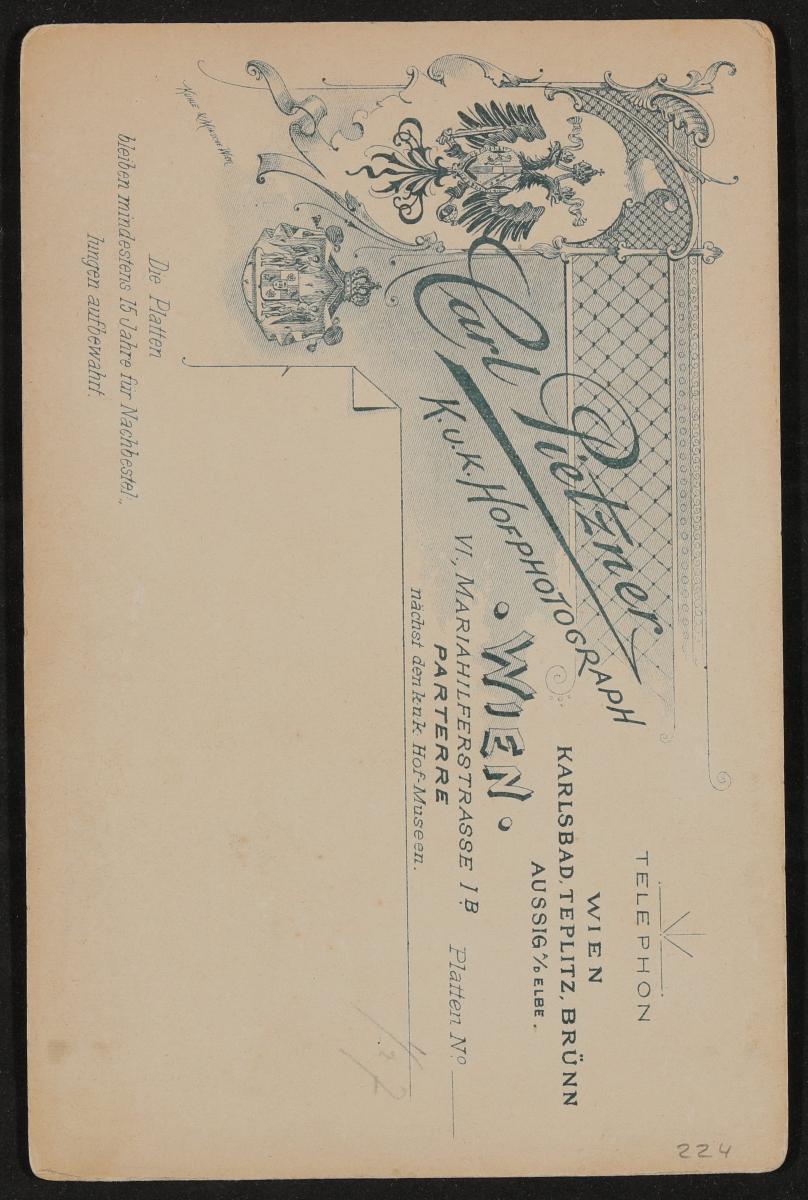 TELEPHON
WIEN
KARLSBAD, TEPLITZ, BRÜNN
AUSSIG a/D ELBE.
Carl Pietzner
K.u.K. HOFPHOTOGRAPH
WIEN.
VI., MARIAHILFERSTRASSE 1B.
PARTERRE
nächst den k.u.k. Hof-Museen.
Platten No
Die Platten
bleiben mindestens 15 Jahre für Nachbestel„
lungen aufbewahrt.
224